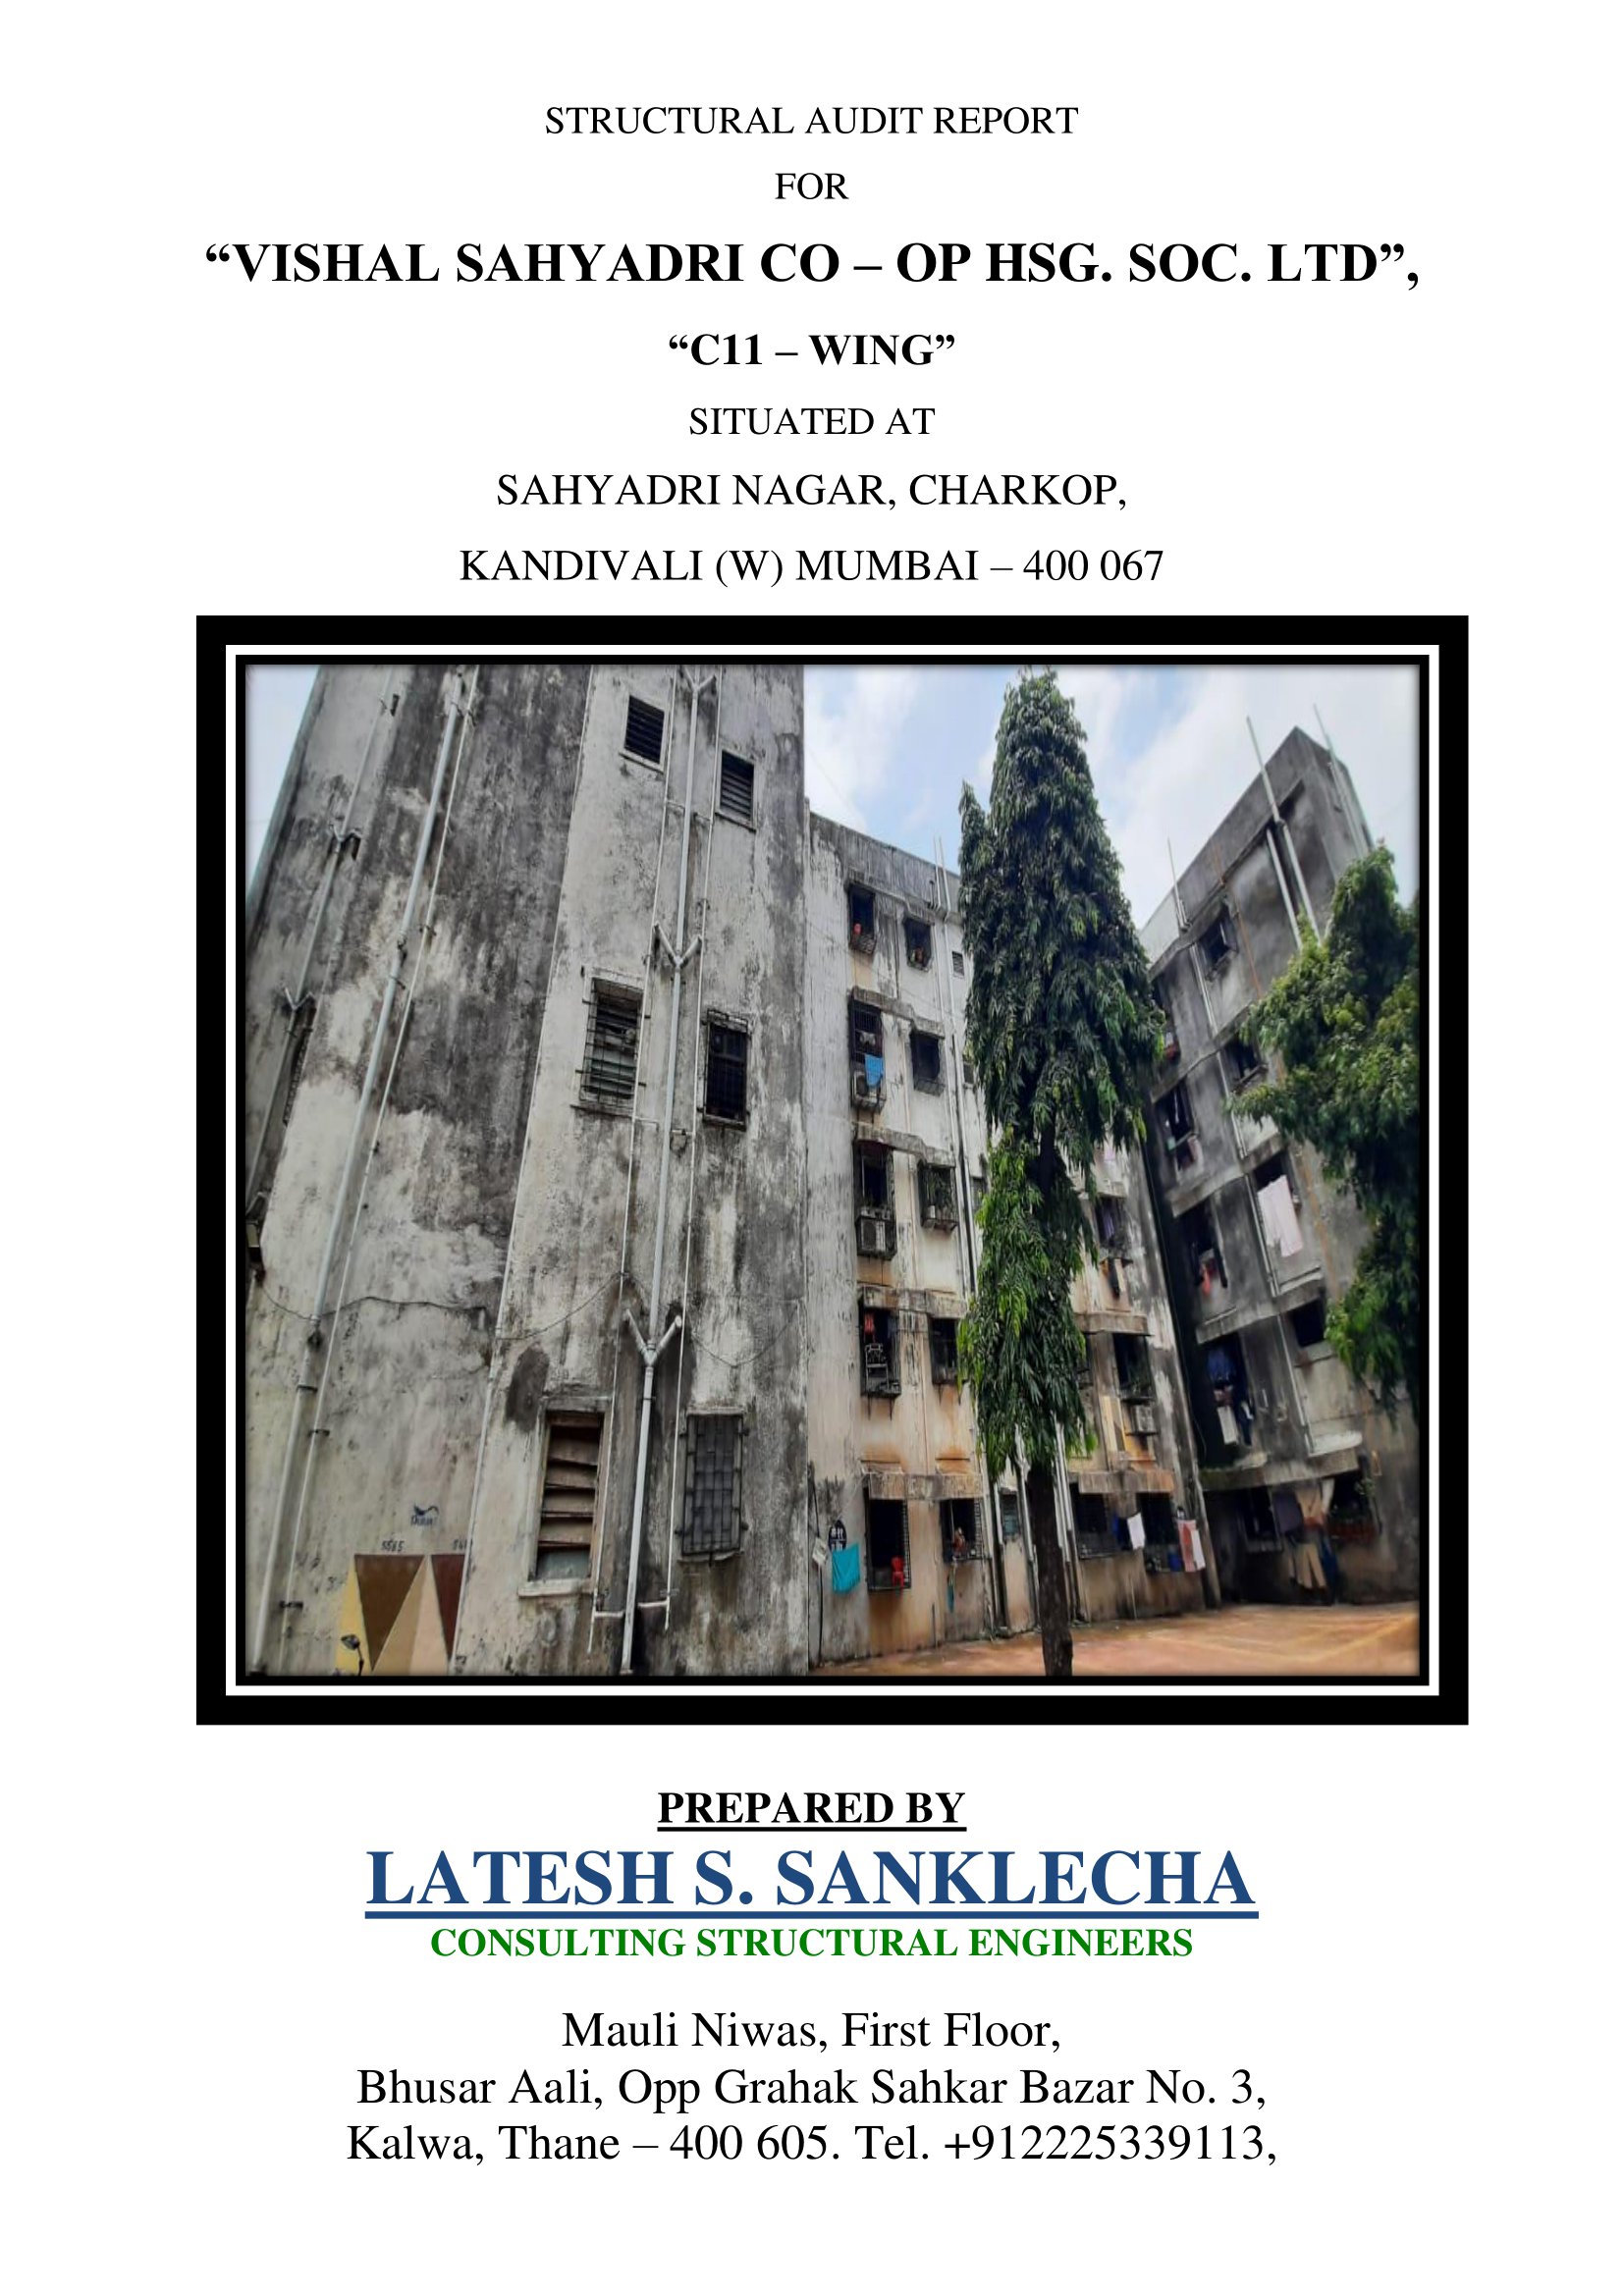 STRUCTURAL AUDIT REPORT
FOR
“VISHAL SAHYADRI CO – OP HSG. SOC. LTD”,
“C11 – WING”
SITUATED AT
SAHYADRI NAGAR, CHARKOP,
KANDIVALI (W) MUMBAI – 400 067
PREPARED BY
LATESH S. SANKLECHA
CONSULTING STRUCTURAL ENGINEERS
Mauli Niwas, First Floor,
Bhusar Aali, Opp Grahak Sahkar Bazar No. 3,
Kalwa, Thane – 400 605. Tel. +912225339113,